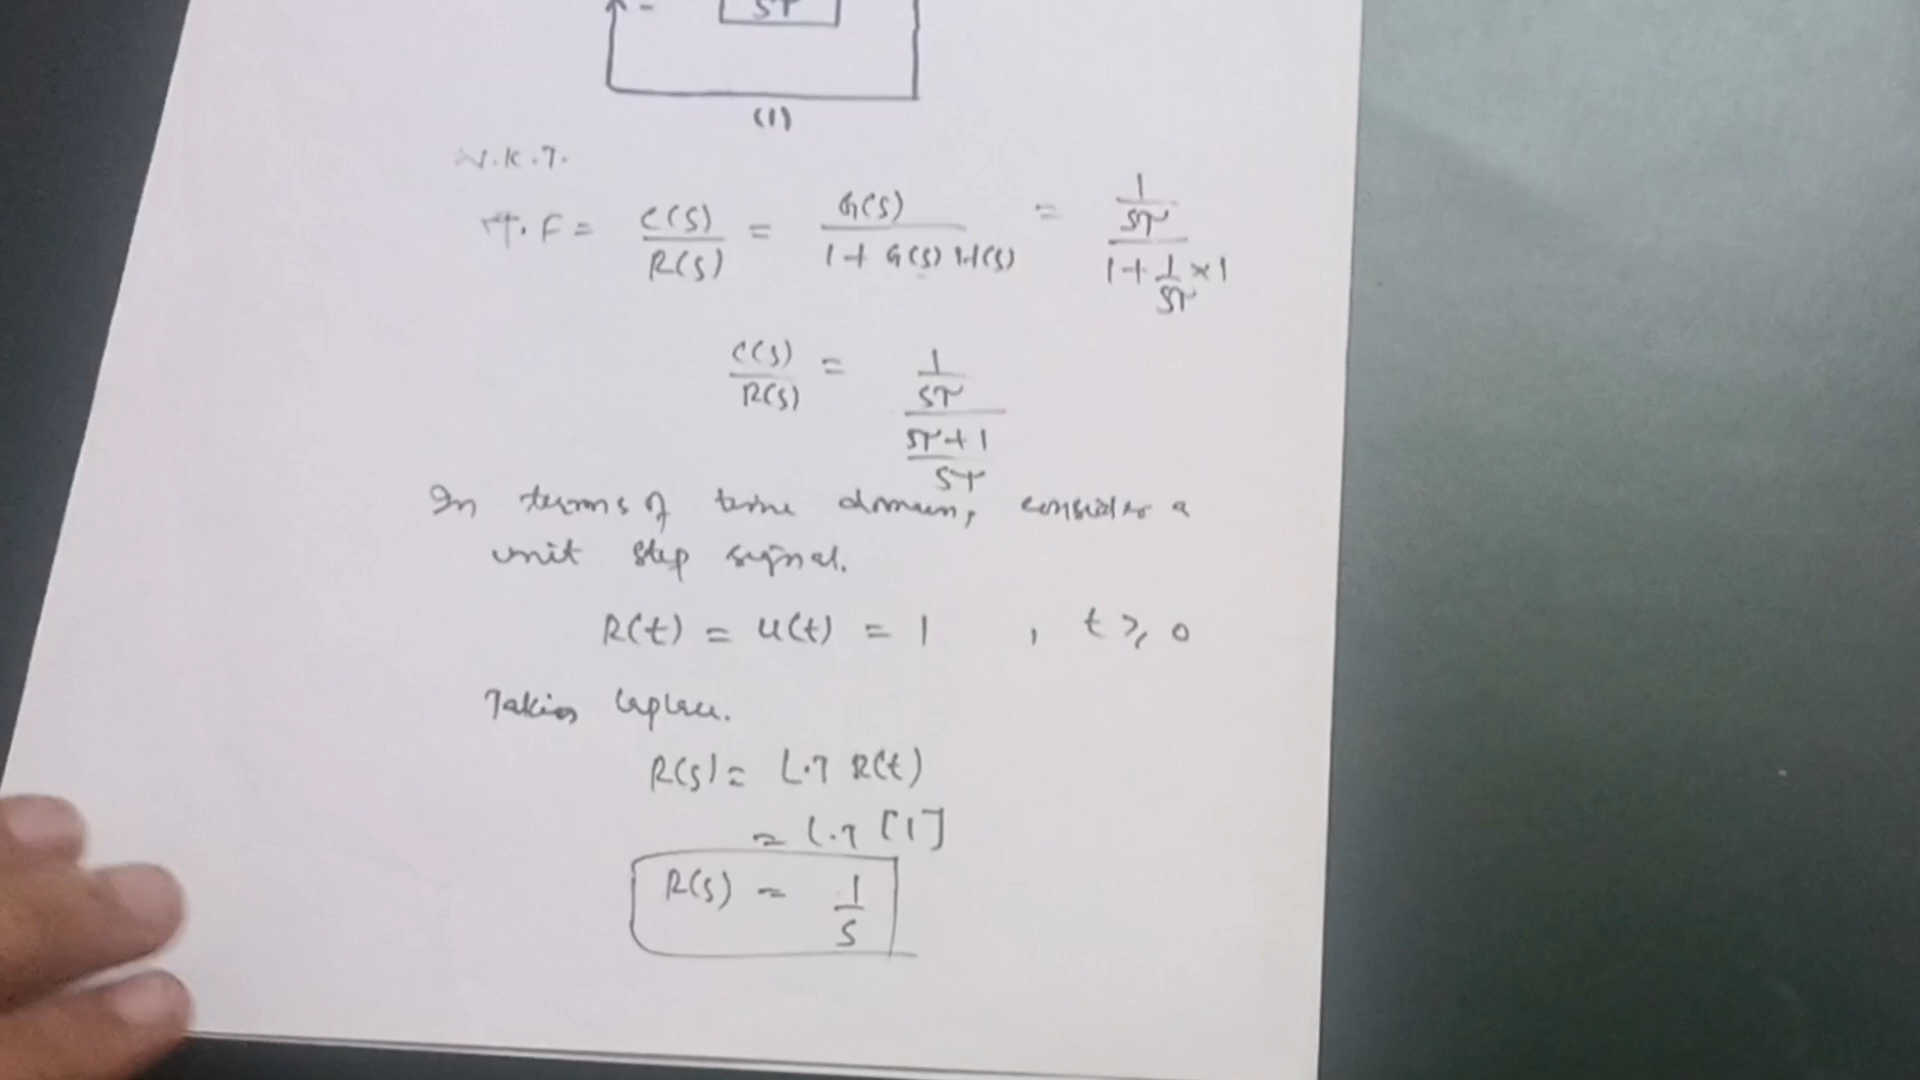 -
ST
(1)
W.K.T.
T.F = C(S)/R(S) = G(S)/(1 + G(S) H(S)) = (1/ST)/(1 + 1/ST × 1)
C(S)/R(S) = (1/ST)/((ST+1)/ST)
In terms of time domain, consider a
unit step signal.
R(t) = u(t) = 1 , t ≥ 0
Taking Laplace.
R(S) = L.T R(t)
= L.T [1]
R(S) = 1/S